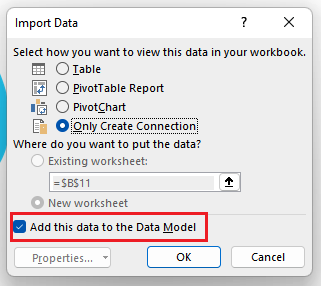 Import Data
Select how you want to view this data in your workbook.
Table
PivotTable Report
PivotChart
Only Create Connection
Where do you want to put the data?
Existing worksheet:
=$B$11
New worksheet
Add this data to the Data Model
Properties...
OK
Cancel